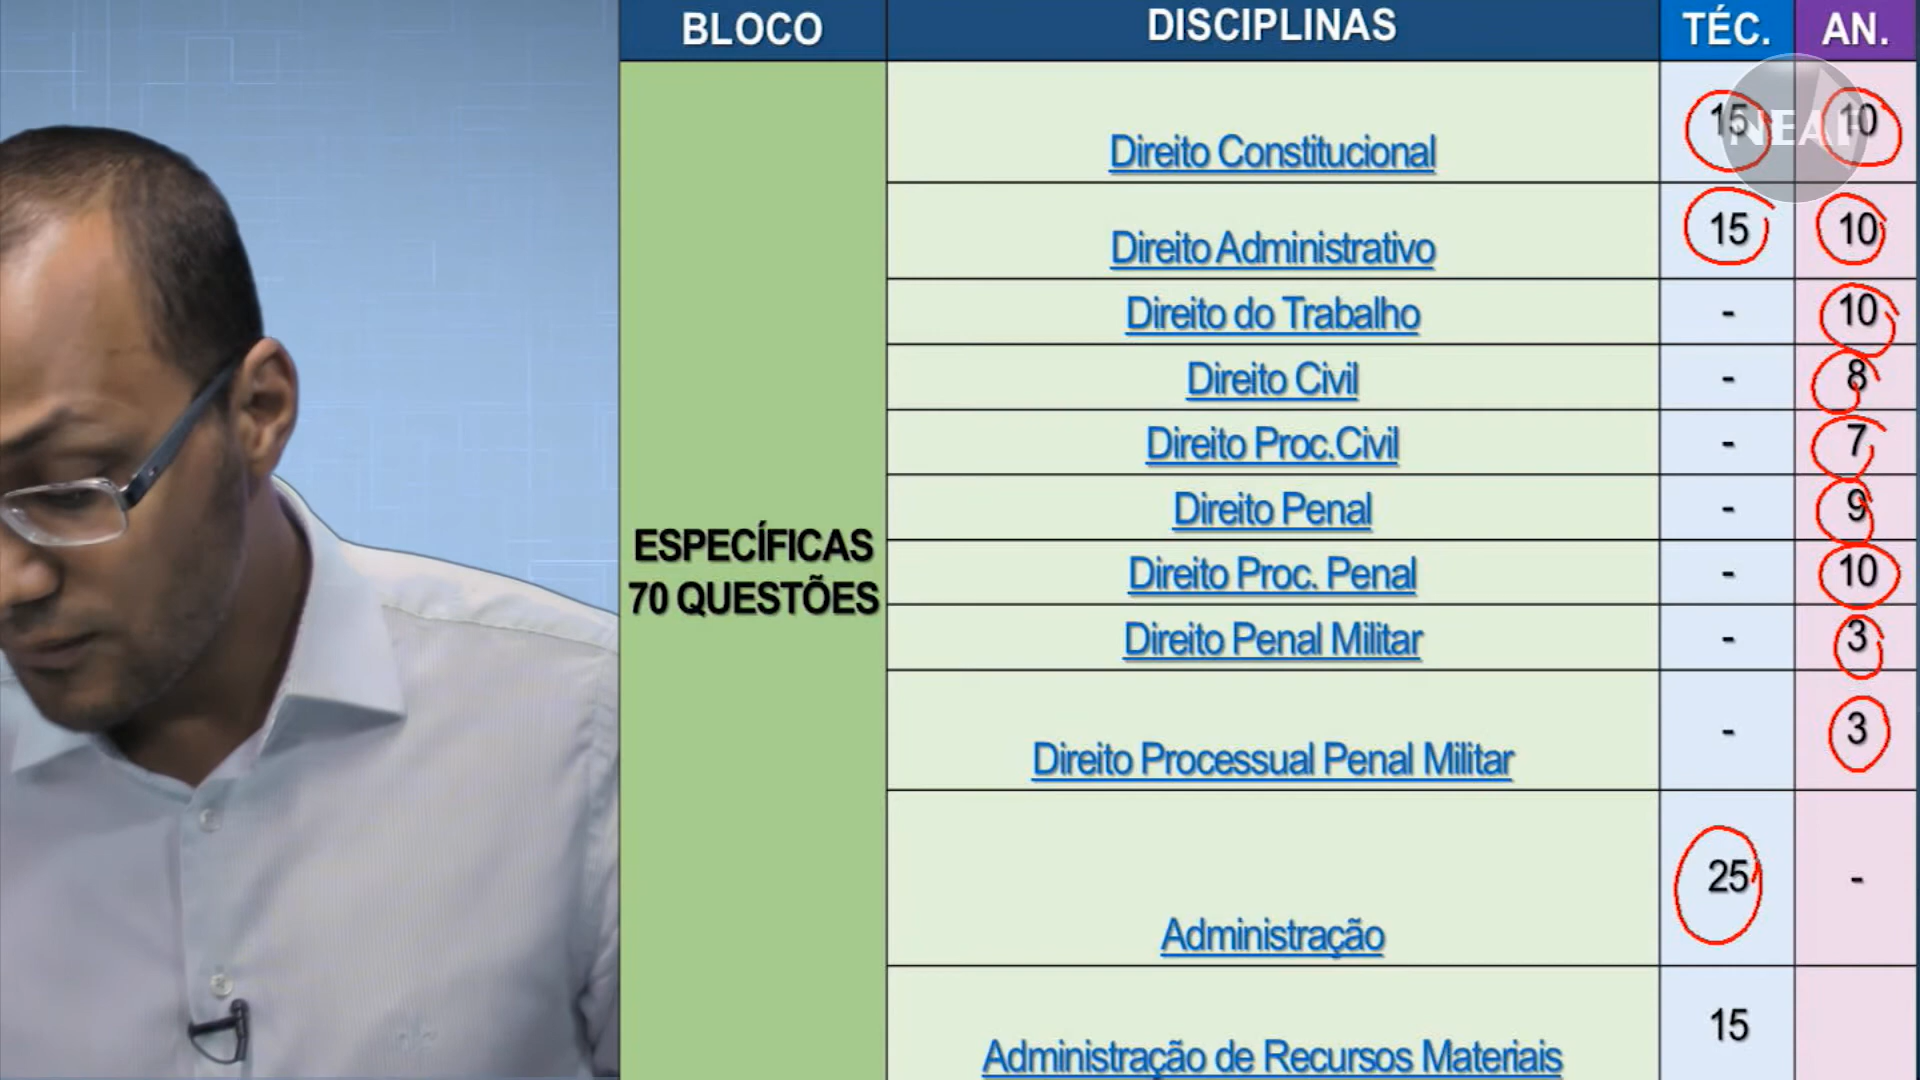 BLOCO DISCIPLINAS TÉC. AN.
Direito Constitucional 15 10
NEAF
Direito Administrativo 15 10
Direito do Trabalho - 10
Direito Civil - 8
Direito Proc.Civil - 7
Direito Penal - 9
ESPECÍFICAS
70 QUESTÕES
Direito Proc. Penal - 10
Direito Penal Militar - 3
Direito Processual Penal Militar - 3
Administração 25 -
Administração de Recursos Materiais 15